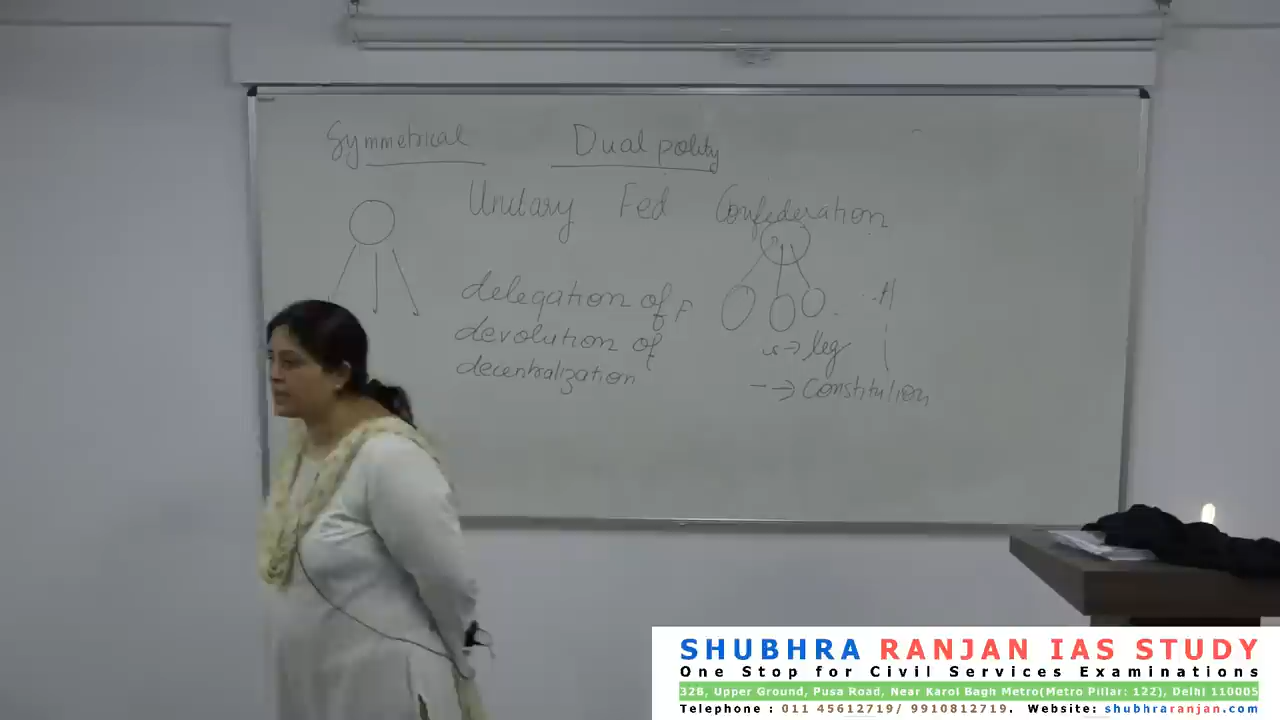 Symmetrical Dual polity
Unitary Fed Confederation
delegation of F
devolution of
decentralization
→ leg
→ Constitution
SHUBHRA RANJAN IAS STUDY
One Stop for Civil Services Examinations
32B, Upper Ground, Pusa Road, Near Karol Bagh Metro(Metro Pillar: 122), Delhi 110005
Telephone : 011 45612719/ 9910812719. Website: shubhraranjan.com